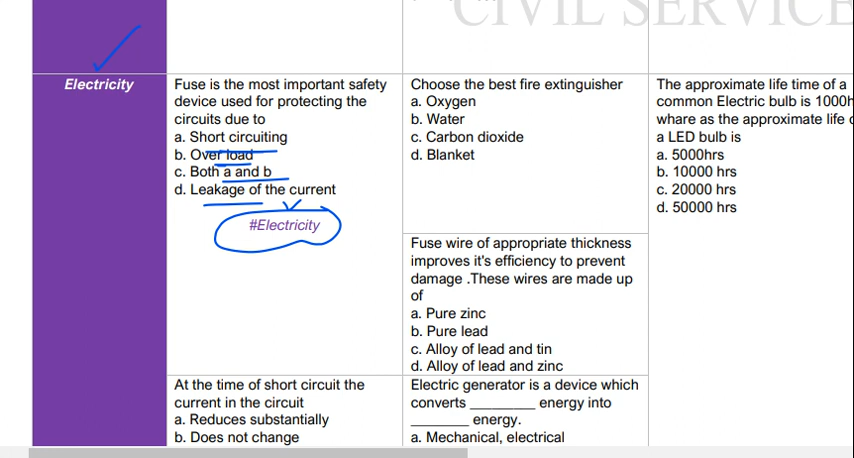 CIVIL SERVICE
Electricity
Fuse is the most important safety
device used for protecting the
circuits due to
a. Short circuiting
b. Over load
c. Both a and b
d. Leakage of the current
#Electricity
Choose the best fire extinguisher
a. Oxygen
b. Water
c. Carbon dioxide
d. Blanket
The approximate life time of a
common Electric bulb is 1000h
whare as the approximate life
a LED bulb is
a. 5000hrs
b. 10000 hrs
c. 20000 hrs
d. 50000 hrs
Fuse wire of appropriate thickness
improves it's efficiency to prevent
damage .These wires are made up
of
a. Pure zinc
b. Pure lead
c. Alloy of lead and tin
d. Alloy of lead and zinc
At the time of short circuit the
current in the circuit
a. Reduces substantially
b. Does not change
Electric generator is a device which
converts ________ energy into
_______ energy.
a. Mechanical, electrical